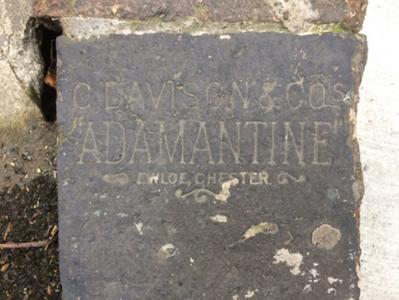 C. DAVISON & COS
"ADAMANTINE"
EWLOE, CHESTER.